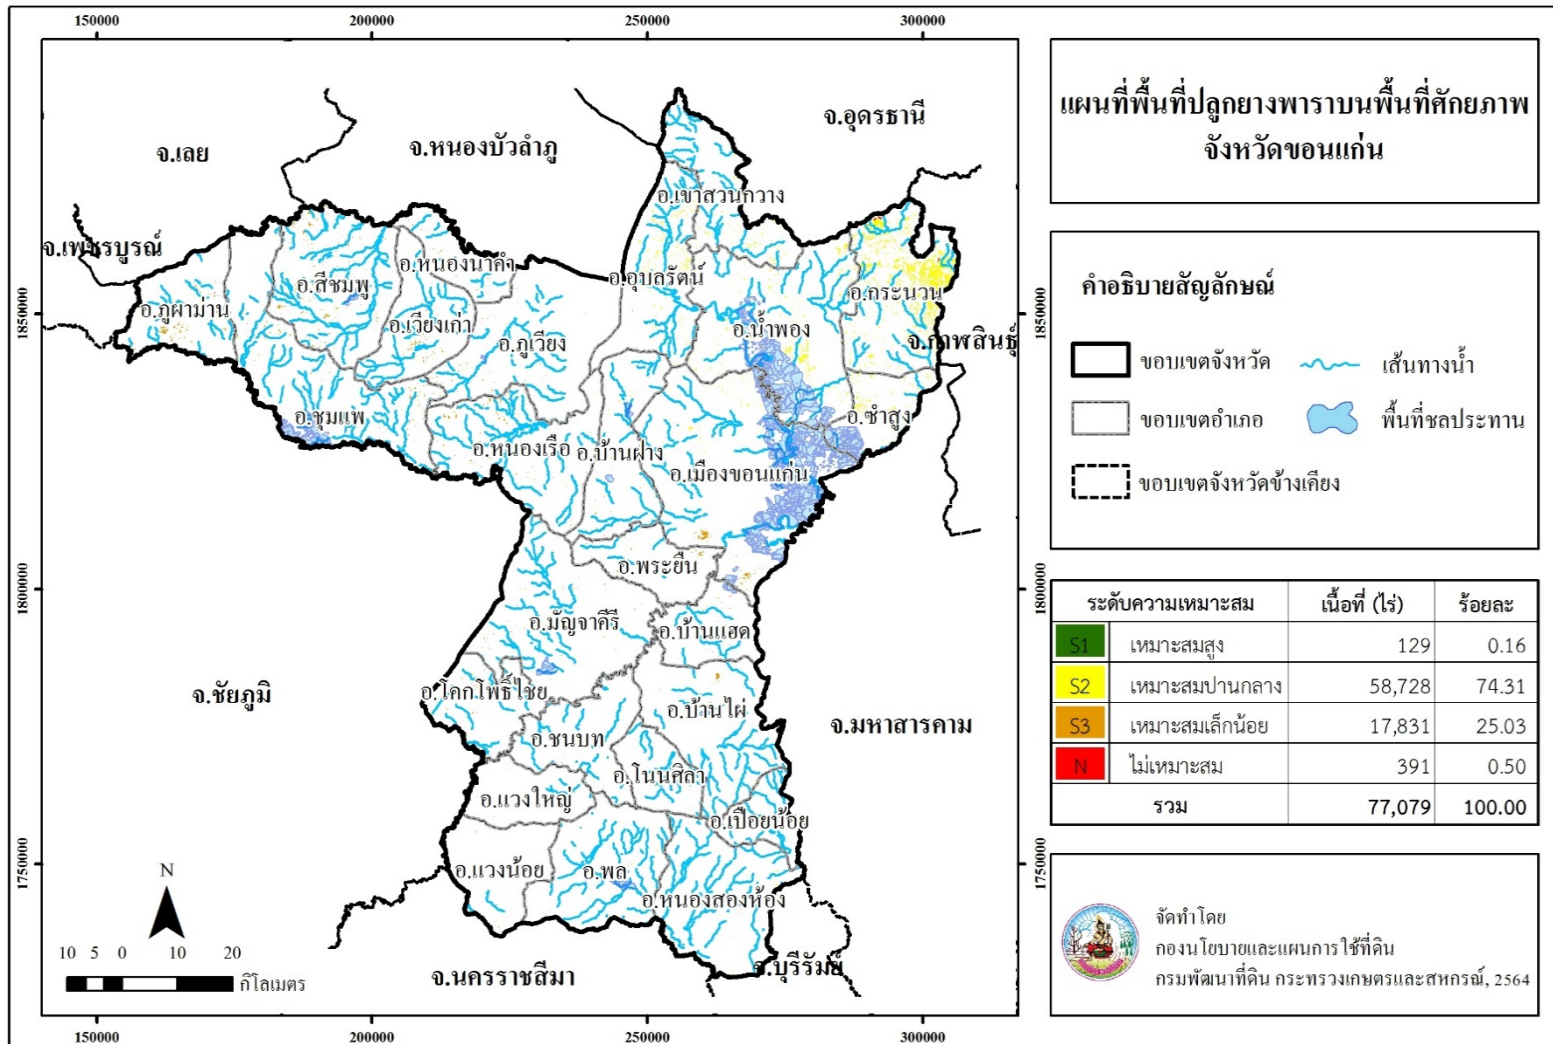 150000 200000 250000 300000
แผนที่พื้นที่ปลูกยางพาราบนพื้นที่ศักยภาพ
จังหวัดขอนแก่น
จ.อุดรธานี
จ.หนองบัวลำภู
จ.เลย
จ.เพชรบูรณ์
อ.เขาสวนกวาง
อ.หนองนาคำ
อ.อุบลรัตน์
อ.สีชมพู
อ.กระนวน
อ.ภูผาม่าน
อ.เวียงเก่า
อ.ภูเวียง
อ.น้ำพอง
จ.กาฬสินธุ์
อ.ชุมแพ
อ.ซำสูง
อ.หนองเรือ
อ.บ้านฝาง
อ.เมืองขอนแก่น
อ.พระยืน
อ.มัญจาคีรี
อ.บ้านแฮด
จ.ชัยภูมิ
อ.โคกโพธิ์ไชย
อ.บ้านไผ่
จ.มหาสารคาม
อ.ชนบท
อ.โนนศิลา
อ.แวงใหญ่
อ.เปือยน้อย
อ.แวงน้อย
อ.พล
อ.หนองสองห้อง
จ.นครราชสีมา
จ.บุรีรัมย์
1850000
1800000
1750000
1850000
1800000
1750000
N
10 5 0 10 20
กิโลเมตร
150000 200000 250000 300000
คำอธิบายสัญลักษณ์
ขอบเขตจังหวัด เส้นทางน้ำ
ขอบเขตอำเภอ พื้นที่ชลประทาน
ขอบเขตจังหวัดข้างเคียง
ระดับความเหมาะสม เนื้อที่ (ไร่) ร้อยละ
S1 เหมาะสมสูง 129 0.16
S2 เหมาะสมปานกลาง 58,728 74.31
S3 เหมาะสมเล็กน้อย 17,831 25.03
N ไม่เหมาะสม 391 0.50
รวม 77,079 100.00
จัดทำโดย
กองนโยบายและแผนการใช้ที่ดิน
กรมพัฒนาที่ดิน กระทรวงเกษตรและสหกรณ์, 2564